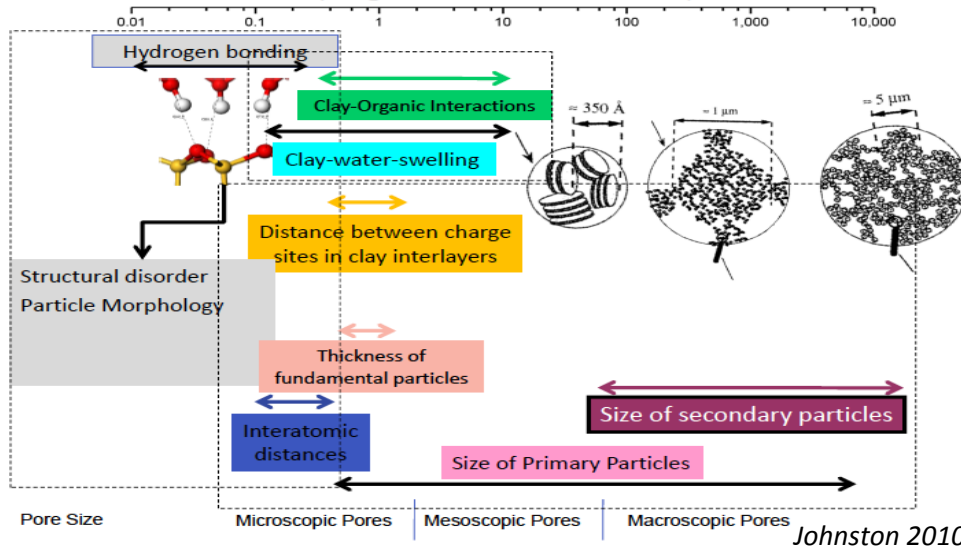 0.01 0.1 1 10 100 1,000 10,000
Hydrogen bonding
Clay-Organic Interactions
≈ 350 Å
≈ 1 µm
≈ 5 µm
Clay-water-swelling
Distance between charge
sites in clay interlayers
Structural disorder
Particle Morphology
Thickness of
fundamental particles
Interatomic
distances
Size of secondary particles
Size of Primary Particles
Pore Size
Microscopic Pores
Mesoscopic Pores
Macroscopic Pores
Johnston 2010